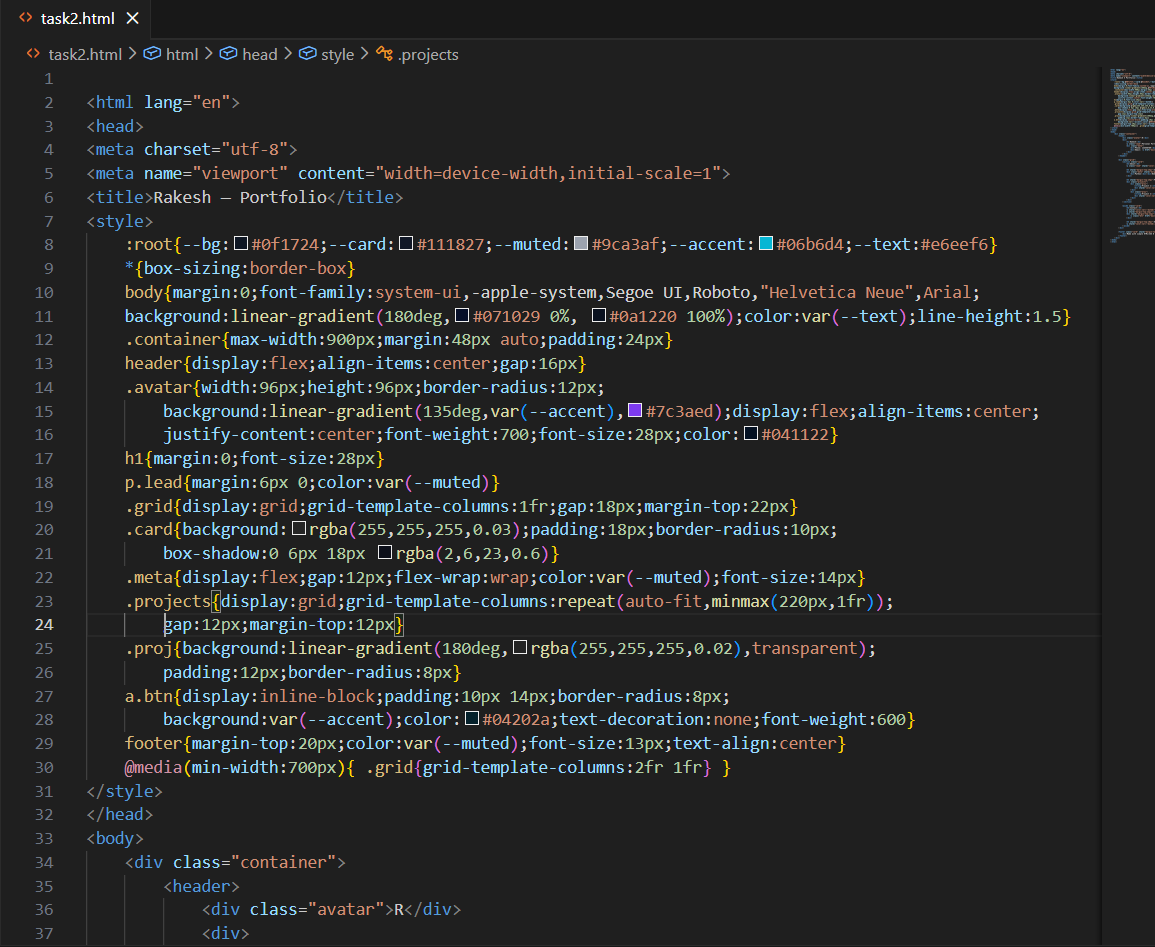 task2.html
task2.html > html > head > style > .projects
1
2 <html lang="en">
3 <head>
4 <meta charset="utf-8">
5 <meta name="viewport" content="width=device-width,initial-scale=1">
6 <title>Rakesh — Portfolio</title>
7 <style>
8 :root{--bg:#0f1724;--card:#111827;--muted:#9ca3af;--accent:#06b6d4;--text:#e6eef6}
9 *{box-sizing:border-box}
10 body{margin:0;font-family:system-ui,-apple-system,Segoe UI,Roboto,"Helvetica Neue",Arial;
11 background:linear-gradient(180deg,#071029 0%, #0a1220 100%);color:var(--text);line-height:1.5}
12 .container{max-width:900px;margin:48px auto;padding:24px}
13 header{display:flex;align-items:center;gap:16px}
14 .avatar{width:96px;height:96px;border-radius:12px;
15 background:linear-gradient(135deg,var(--accent),#7c3aed);display:flex;align-items:center;
16 justify-content:center;font-weight:700;font-size:28px;color:#041122}
17 h1{margin:0;font-size:28px}
18 p.lead{margin:6px 0;color:var(--muted)}
19 .grid{display:grid;grid-template-columns:1fr;gap:18px;margin-top:22px}
20 .card{background:rgba(255,255,255,0.03);padding:18px;border-radius:10px;
21 box-shadow:0 6px 18px rgba(2,6,23,0.6)}
22 .meta{display:flex;gap:12px;flex-wrap:wrap;color:var(--muted);font-size:14px}
23 .projects{display:grid;grid-template-columns:repeat(auto-fit,minmax(220px,1fr));
24 gap:12px;margin-top:12px}
25 .proj{background:linear-gradient(180deg,rgba(255,255,255,0.02),transparent);
26 padding:12px;border-radius:8px}
27 a.btn{display:inline-block;padding:10px 14px;border-radius:8px;
28 background:var(--accent);color:#04202a;text-decoration:none;font-weight:600}
29 footer{margin-top:20px;color:var(--muted);font-size:13px;text-align:center}
30 @media(min-width:700px){ .grid{grid-template-columns:2fr 1fr} }
31 </style>
32 </head>
33 <body>
34 <div class="container">
35 <header>
36 <div class="avatar">R</div>
37 <div>